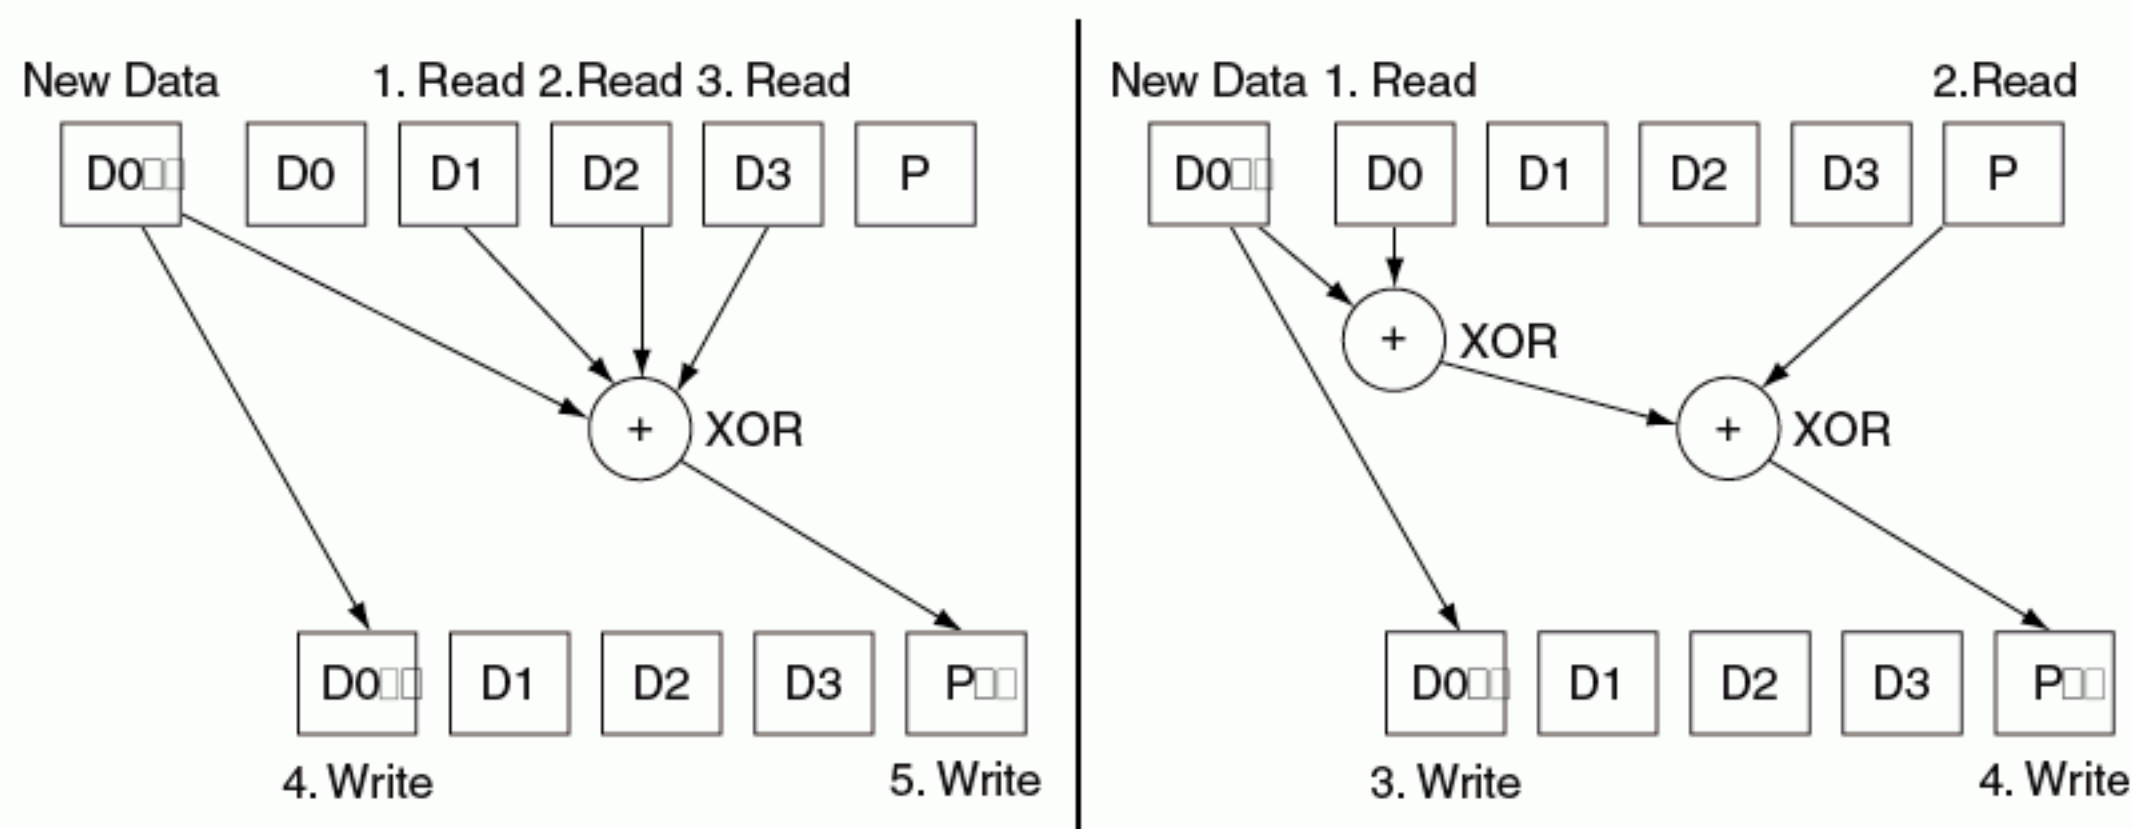 New Data 1. Read 2.Read 3. Read
D0 D0 D1 D2 D3 P
+ XOR
D0 D1 D2 D3 P
4. Write 5. Write
New Data 1. Read 2.Read
D0 D0 D1 D2 D3 P
+ XOR
+ XOR
D0 D1 D2 D3 P
3. Write 4. Write